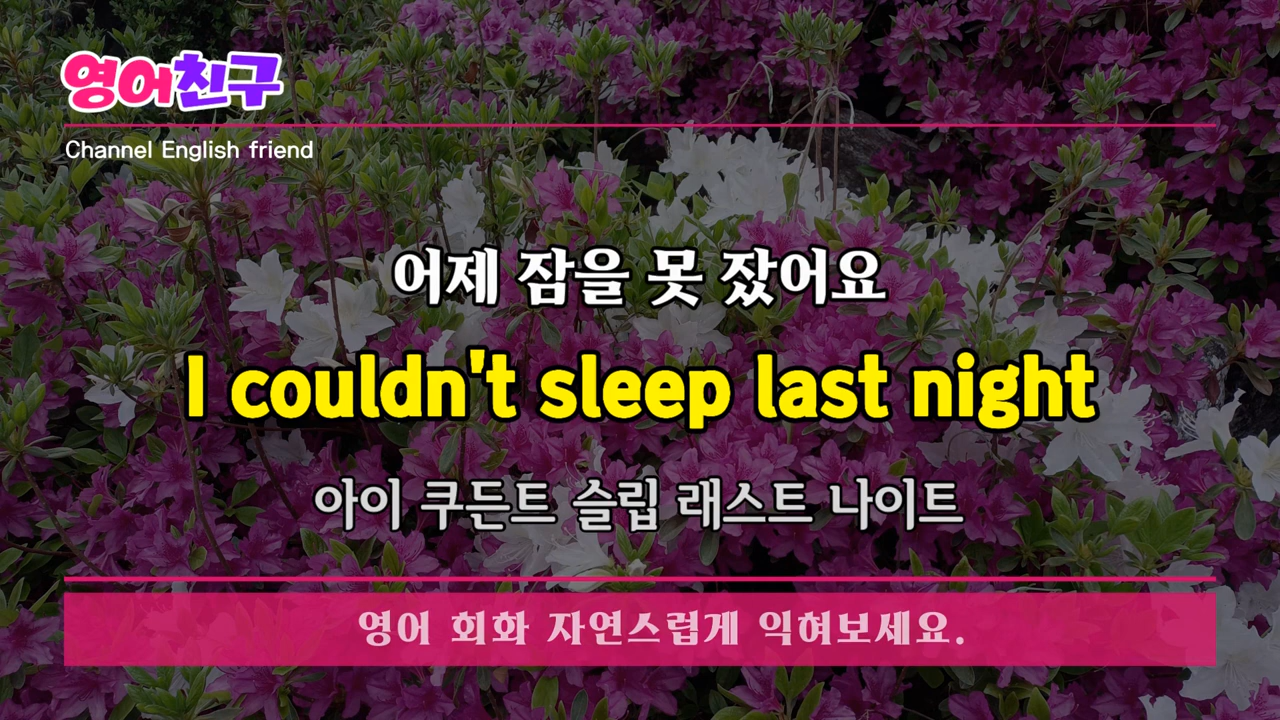 영어친구
Channel English friend
어제 잠을 못 잤어요
I couldn't sleep last night
아이 쿠든트 슬립 래스트 나이트
영어 회화 자연스럽게 익혀보세요.